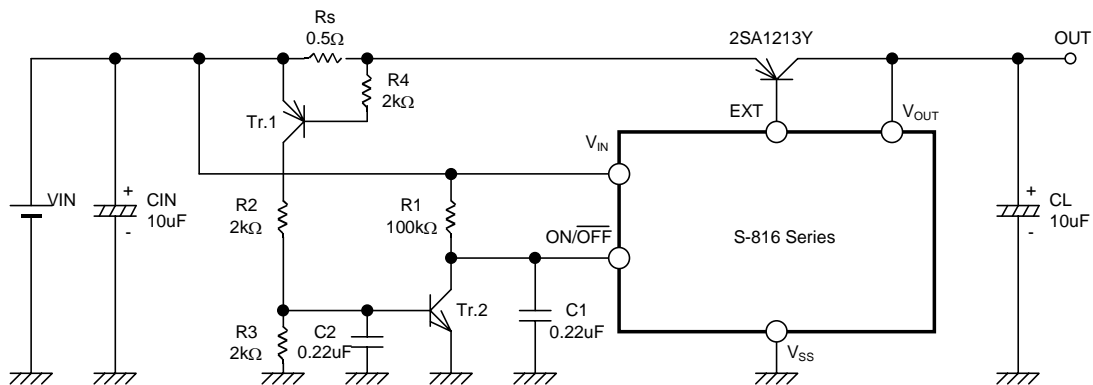 Rs
0.5Ω
2SA1213Y
OUT
R4
2kΩ
Tr.1
EXT
VOUT
VIN
VIN
CIN
10uF
+
-
R2
2kΩ
R1
100kΩ
ON/OFF
S-816 Series
+
CL
10uF
-
Tr.2
C1
0.22uF
R3
2kΩ
C2
0.22uF
VSS